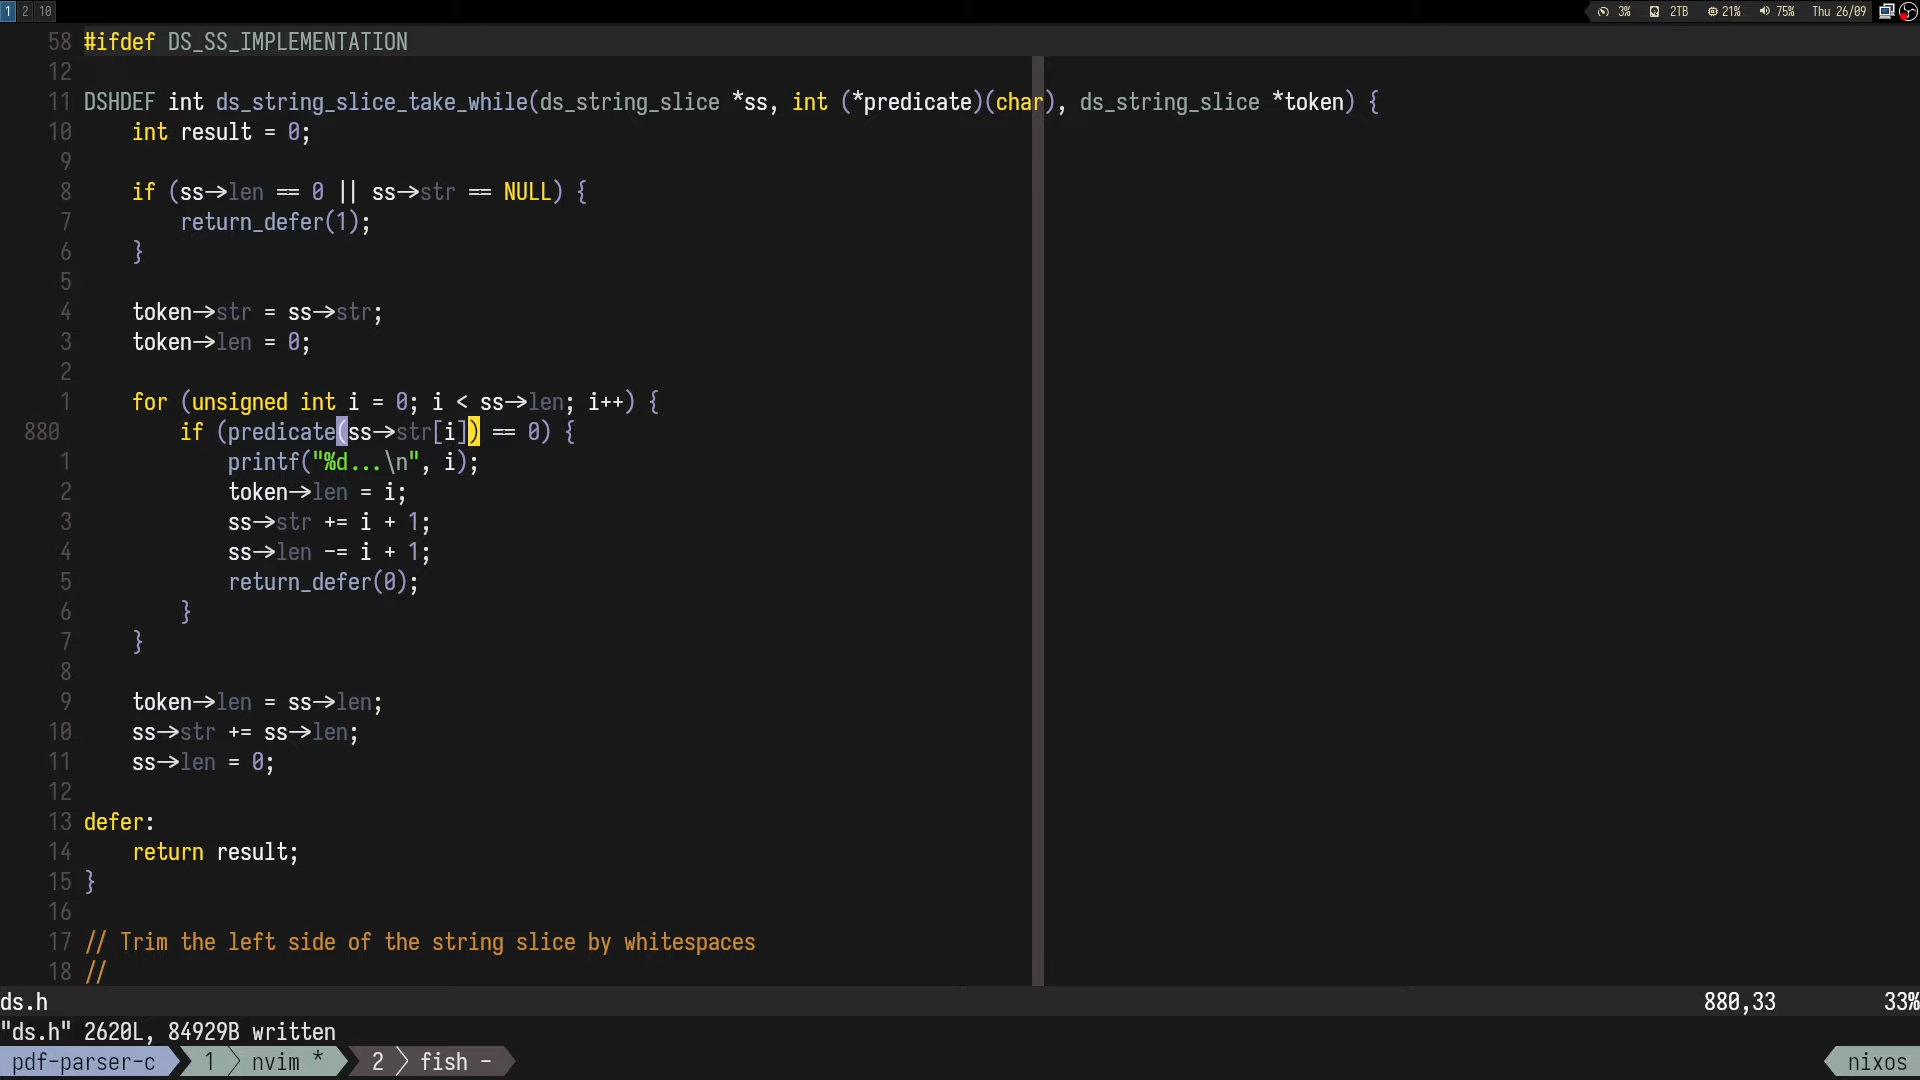 1 2 10 3% 2TB 21% 75% Thu 26/09
58 #ifdef DS_SS_IMPLEMENTATION
12
11 DSHDEF int ds_string_slice_take_while(ds_string_slice *ss, int (*predicate)(char), ds_string_slice *token) {
10     int result = 0;
9
8     if (ss->len == 0 || ss->str == NULL) {
7         return_defer(1);
6     }
5
4     token->str = ss->str;
3     token->len = 0;
2
1     for (unsigned int i = 0; i < ss->len; i++) {
880         if (predicate(ss->str[i]) == 0) {
1             printf("%d...\n", i);
2             token->len = i;
3             ss->str += i + 1;
4             ss->len -= i + 1;
5             return_defer(0);
6         }
7     }
8
9     token->len = ss->len;
10     ss->str += ss->len;
11     ss->len = 0;
12
13 defer:
14     return result;
15 }
16
17 // Trim the left side of the string slice by whitespaces
18 //
ds.h 880,33 33%
"ds.h" 2620L, 84929B written
pdf-parser-c 1 nvim * 2 fish - nixos